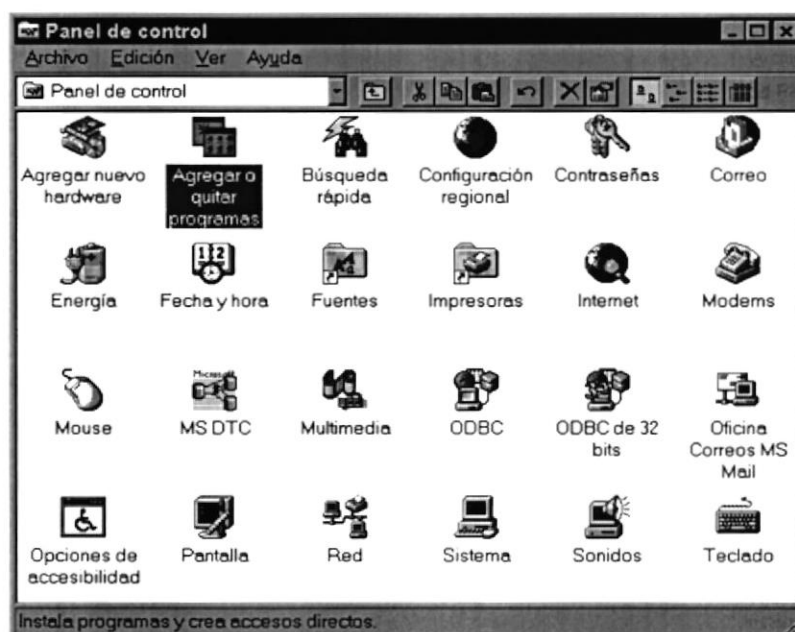 Panel de control
Archivo Edición Ver Ayuda
Panel de control
Agregar nuevo
hardware
Agregar o
quitar
programas
Búsqueda
rápida
Configuración
regional
Contraseñas
Correo
Energía
Fecha y hora
Fuentes
Impresoras
Internet
Modems
Mouse
Microsoft
MS DTC
Multimedia
ODBC
ODBC de 32
bits
Oficina
Correos MS
Mail
Opciones de
accesibilidad
Pantalla
Red
Sistema
Sonidos
Teclado
Instala programas y crea accesos directos.